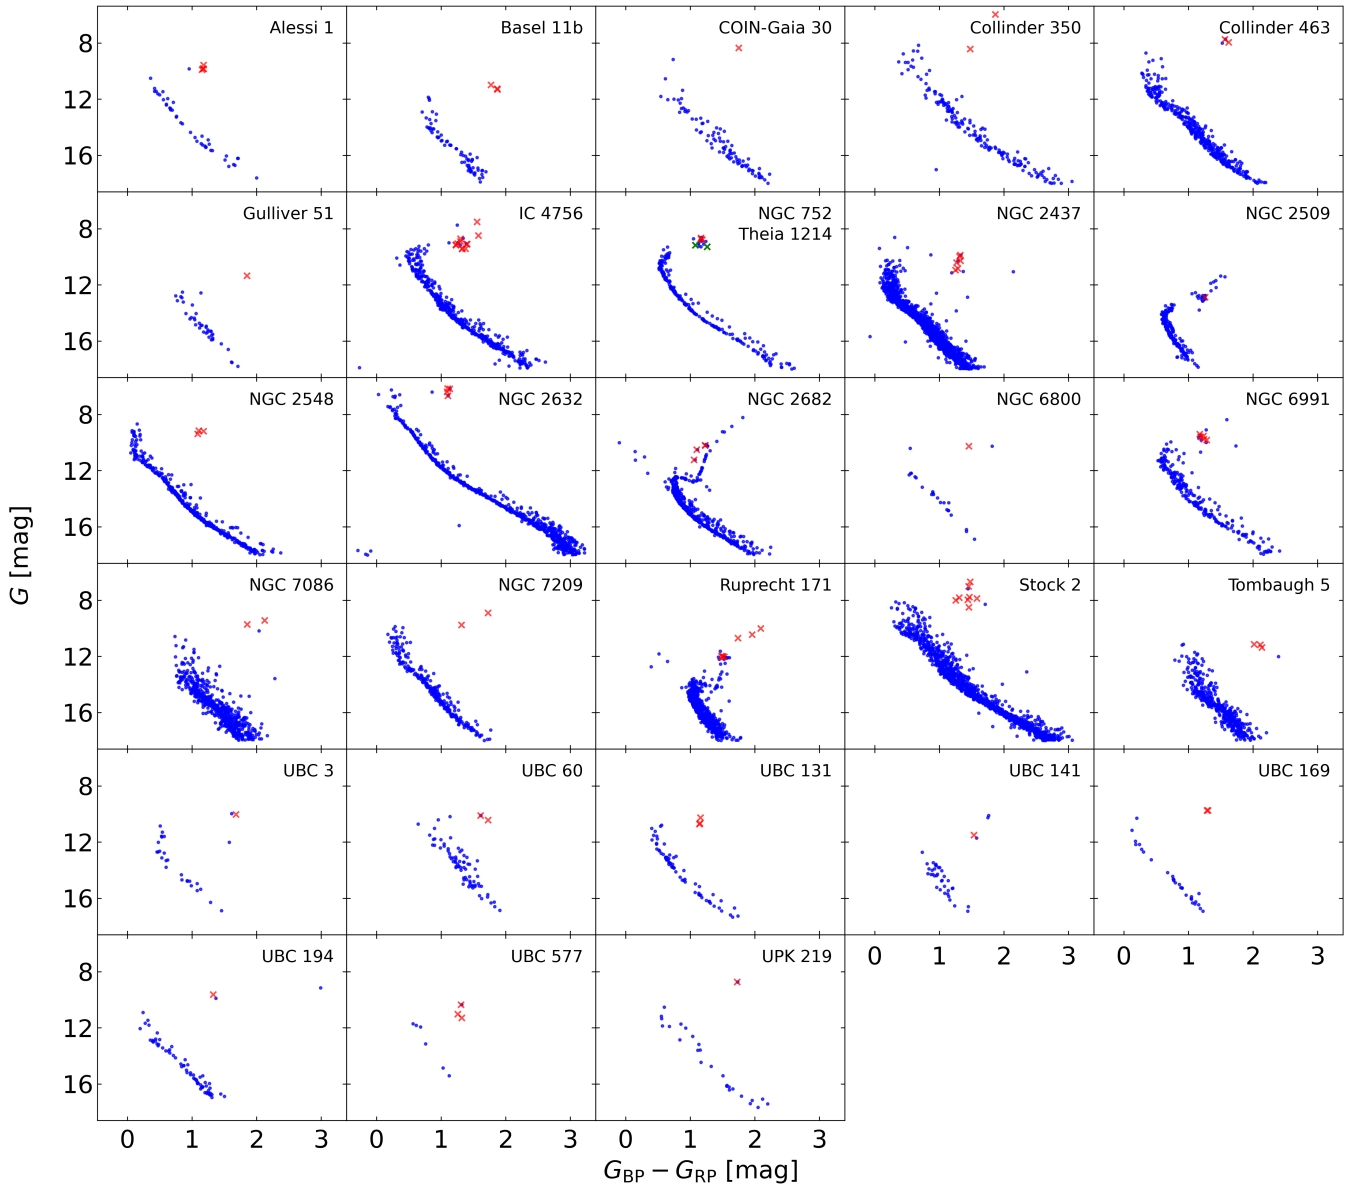 Alessi 1
Basel 11b
COIN-Gaia 30
Collinder 350
Collinder 463
8
12
16
Gulliver 51
IC 4756
NGC 752
Theia 1214
NGC 2437
NGC 2509
8
12
16
NGC 2548
NGC 2632
NGC 2682
NGC 6800
NGC 6991
8
12
16
G [mag]
NGC 7086
NGC 7209
Ruprecht 171
Stock 2
Tombaugh 5
8
12
16
UBC 3
UBC 60
UBC 131
UBC 141
UBC 169
8
12
16
0 1 2 3 0 1 2 3
UBC 194
UBC 577
UPK 219
8
12
16
0 1 2 3 0 1 2 3 0 1 2 3
G_BP − G_RP [mag]